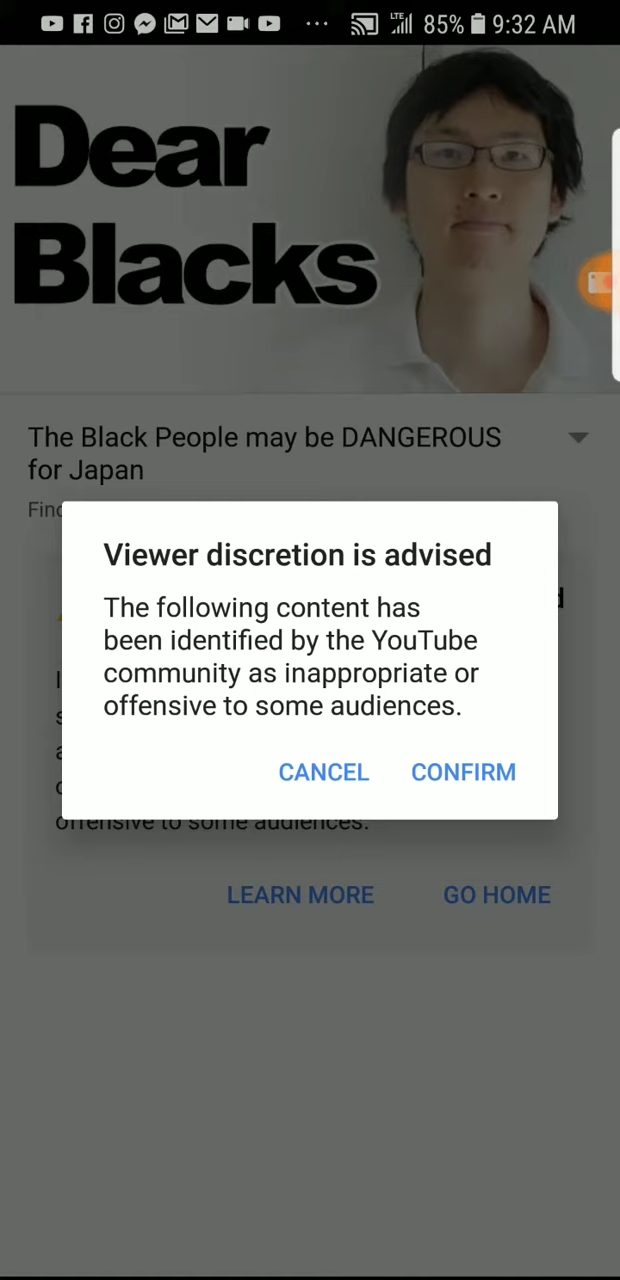 85% 9:32 AM
LTE
Dear
Blacks
The Black People may be DANGEROUS
for Japan
Viewer discretion is advised
The following content has
been identified by the YouTube
community as inappropriate or
offensive to some audiences.
CANCEL CONFIRM
offensive to some audiences.
LEARN MORE GO HOME